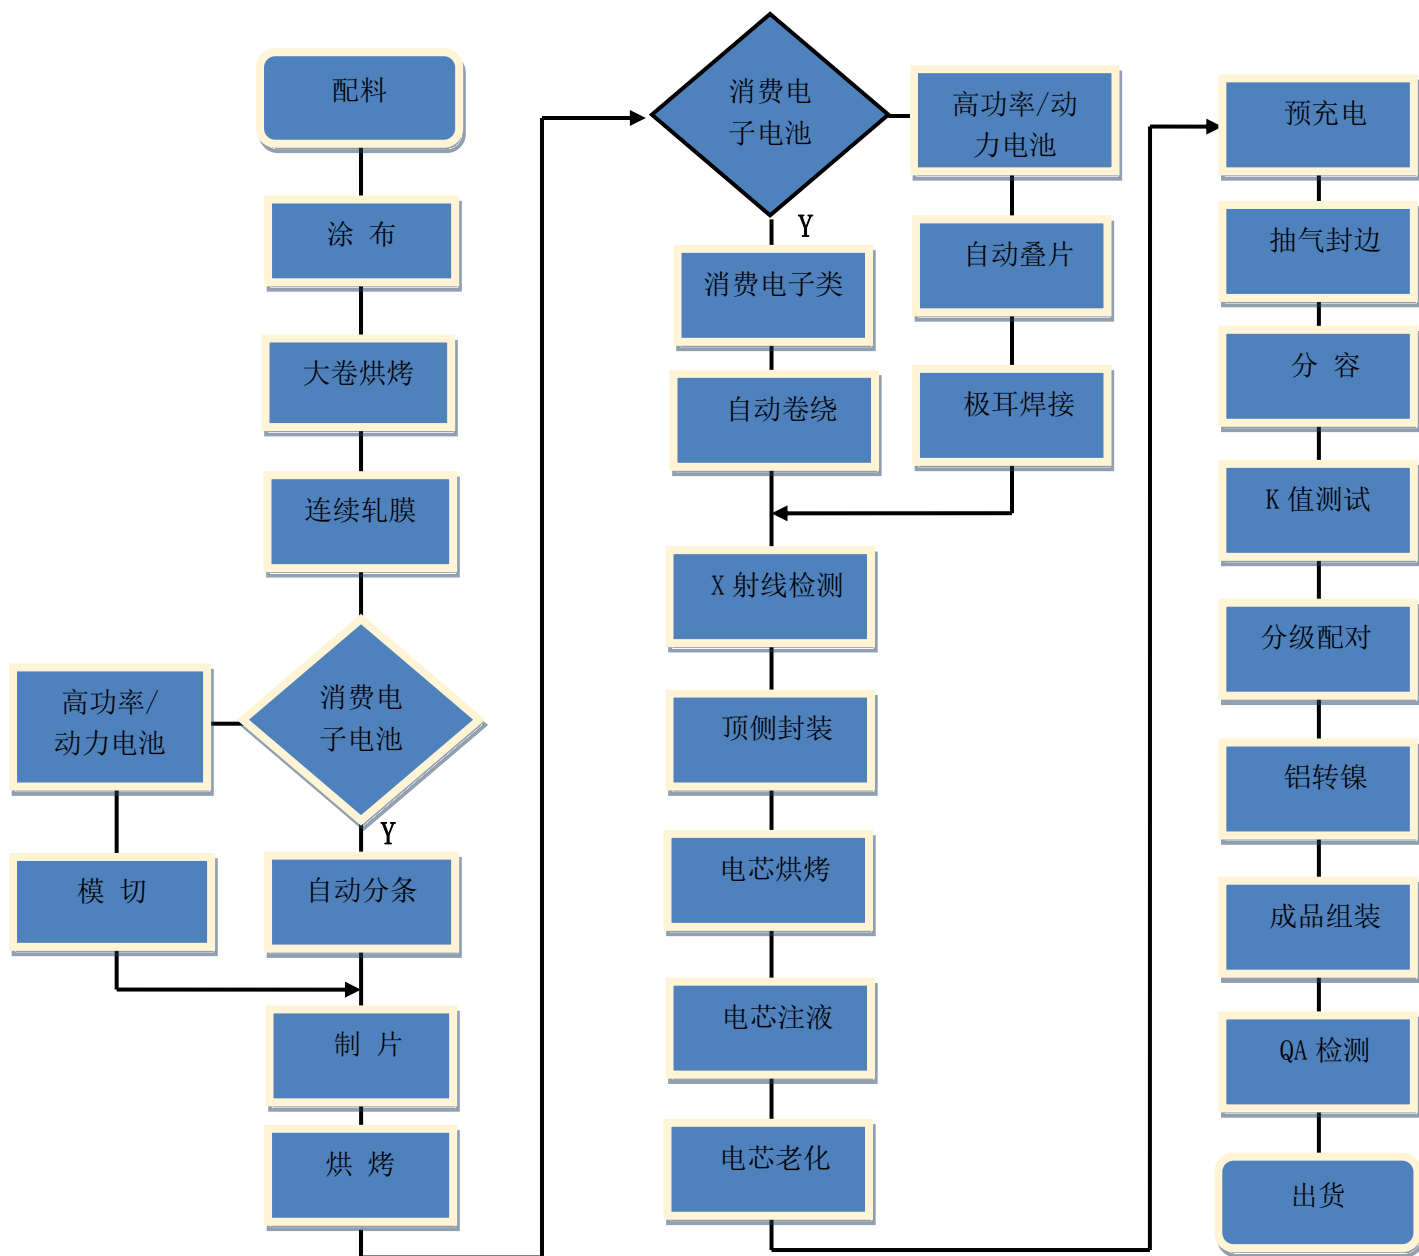 配料
涂 布
大卷烘烤
连续轧膜
消费电
子电池
高功率/
动力电池
Y
模 切
自动分条
制 片
烘 烤
消费电
子电池
高功率/动
力电池
Y
消费电子类
自动叠片
自动卷绕
极耳焊接
X 射线检测
顶侧封装
电芯烘烤
电芯注液
电芯老化
预充电
抽气封边
分 容
K 值测试
分级配对
铝转镍
成品组装
QA 检测
出货